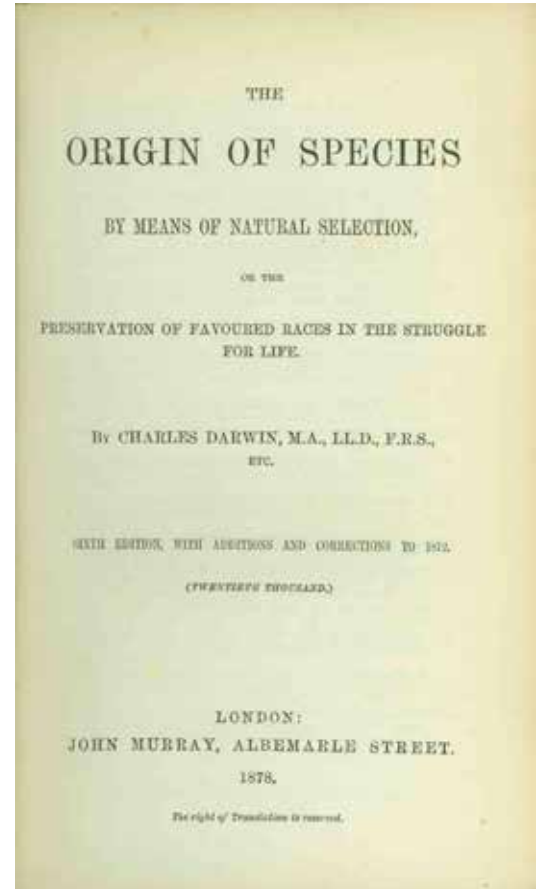 THE
ORIGIN OF SPECIES
BY MEANS OF NATURAL SELECTION,
OR THE
PRESERVATION OF FAVOURED RACES IN THE STRUGGLE
FOR LIFE.
BY CHARLES DARWIN, M.A., LL.D., F.R.S.,
ETC.
SIXTH EDITION, WITH ADDITIONS AND CORRECTIONS TO 1872.
(TWENTIETH THOUSAND.)
LONDON:
JOHN MURRAY, ALBEMARLE STREET.
1878.
The right of Translation is reserved.